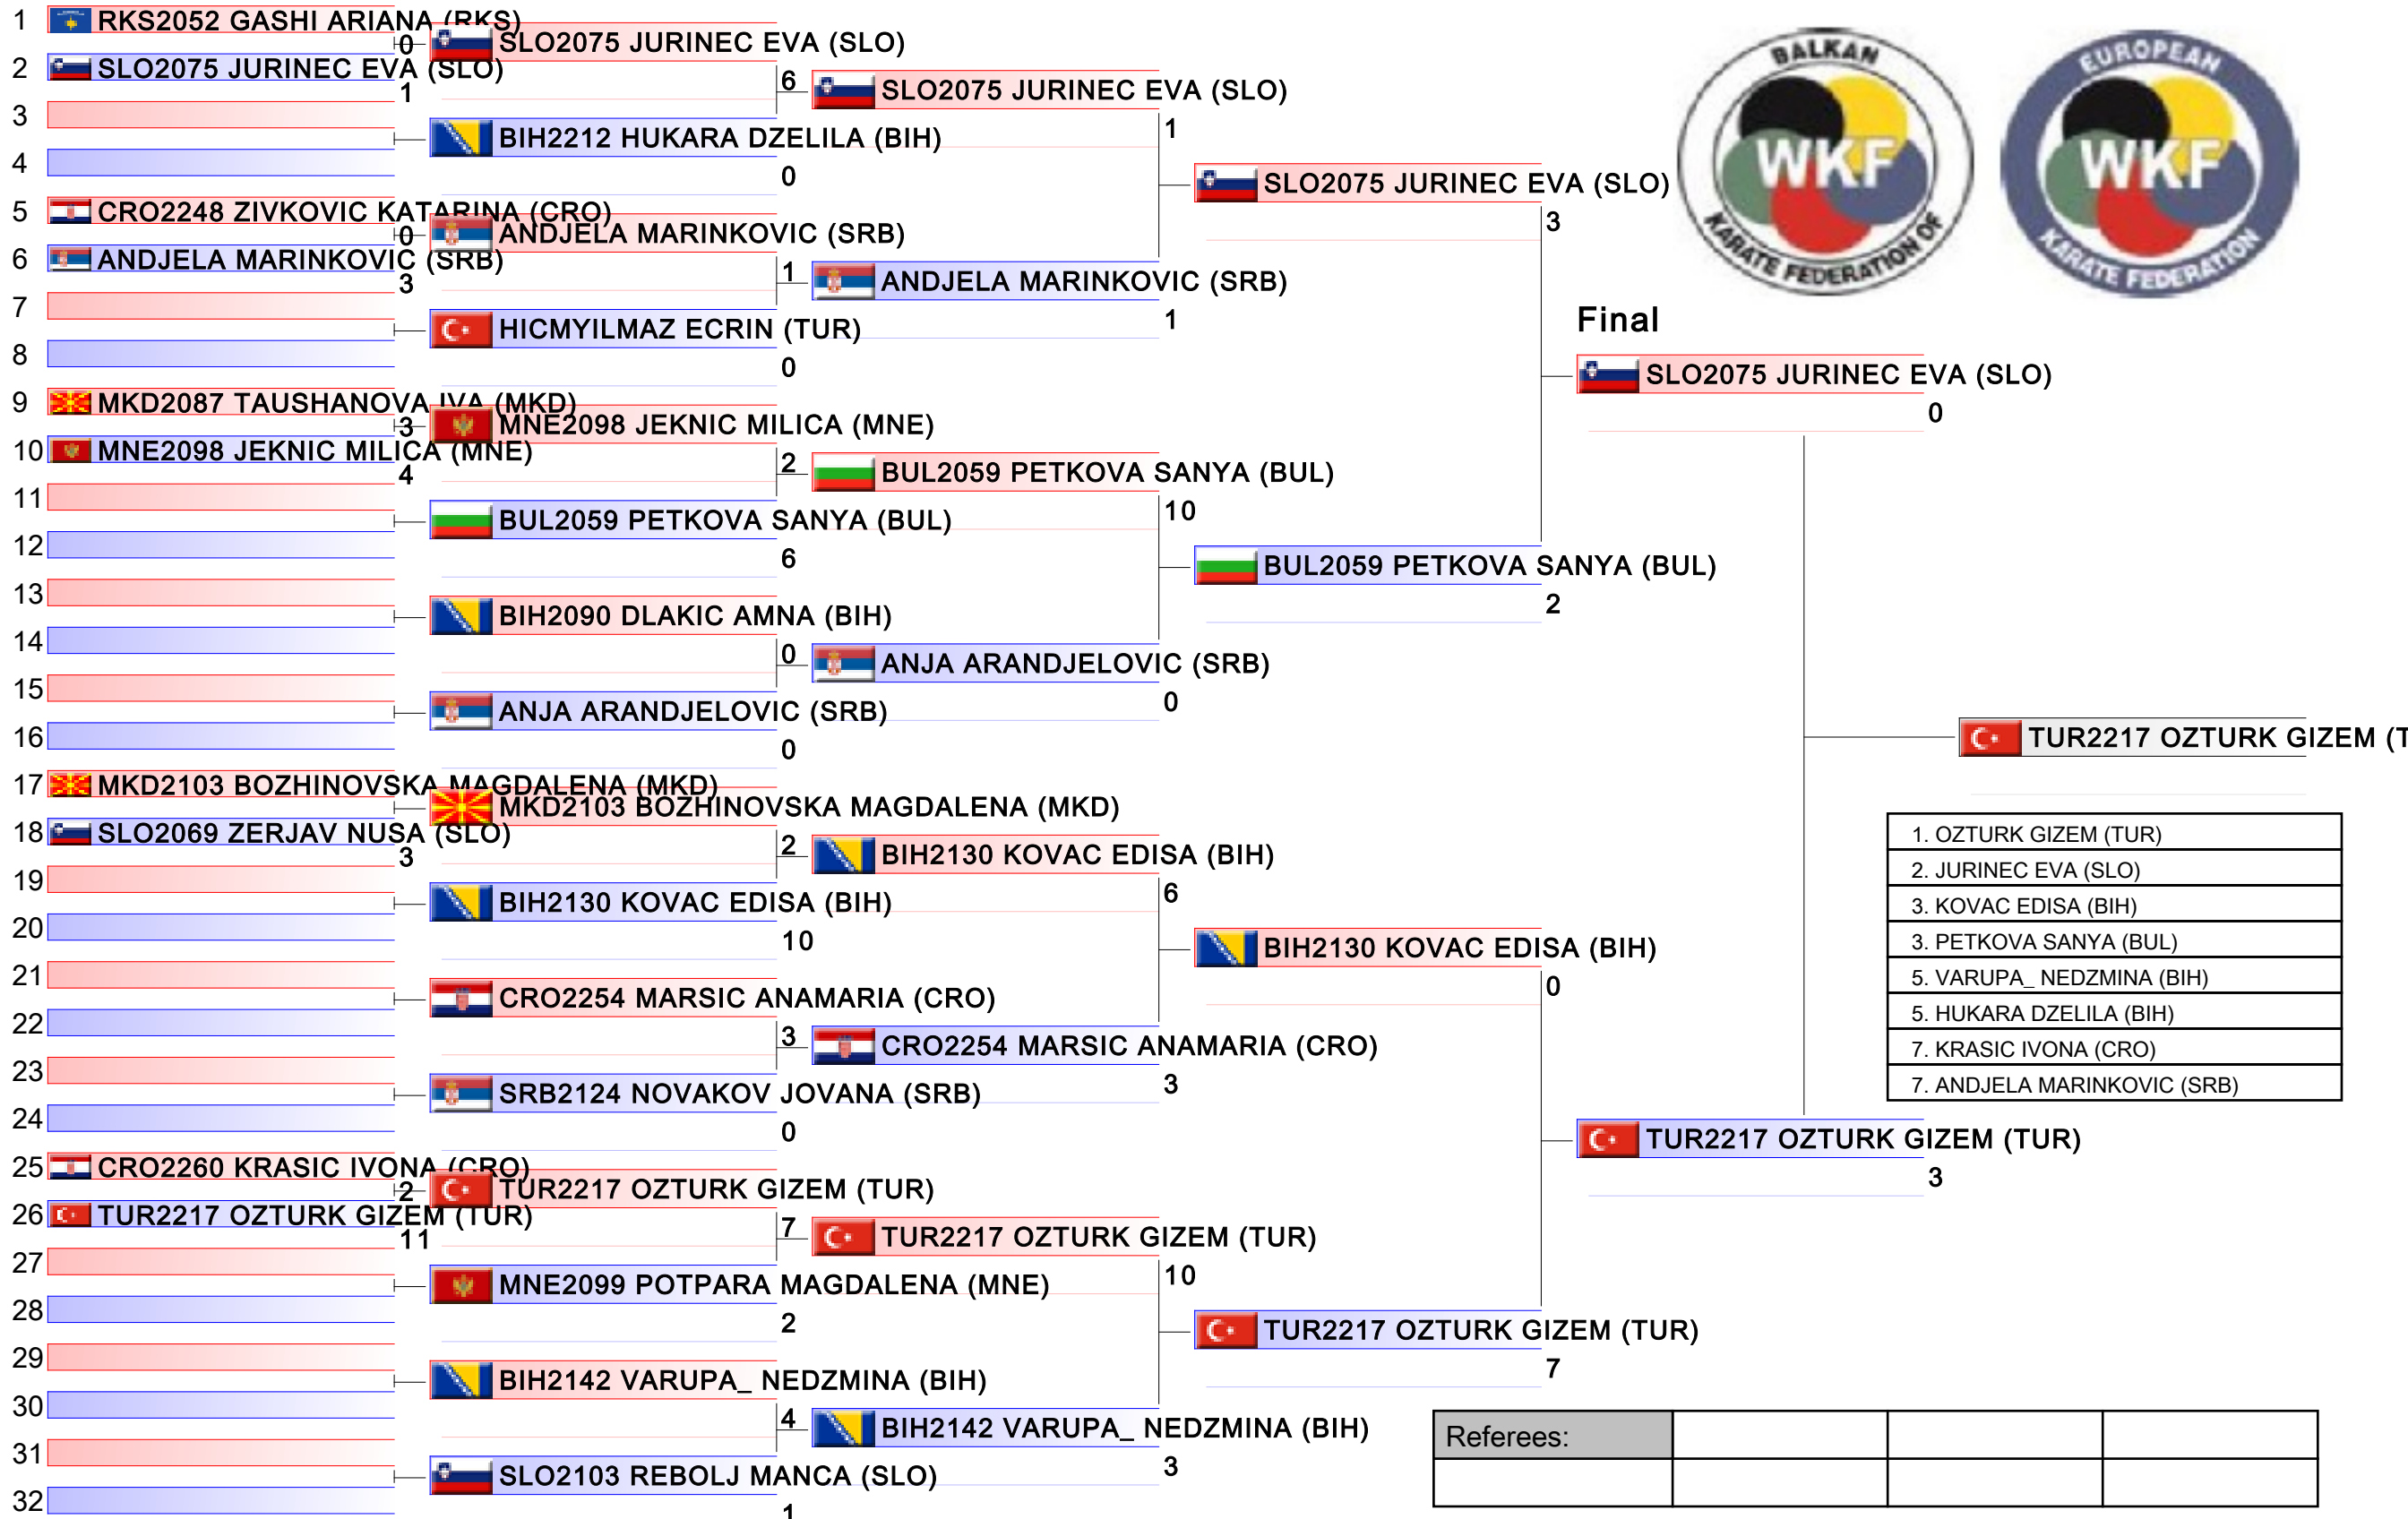 1 RKS2052 GASHI ARIANA (RKS)
0
2 SLO2075 JURINEC EVA (SLO)
1
3
4
5 CRO2248 ZIVKOVIC KATARINA (CRO)
0
6 ANDJELA MARINKOVIC (SRB)
3
7
8
9 MKD2087 TAUSHANOVA IVA (MKD)
3
10 MNE2098 JEKNIC MILICA (MNE)
4
11
12
13
14
15
16
17 MKD2103 BOZHINOVSKA MAGDALENA (MKD)
18 SLO2069 ZERJAV NUSA (SLO)
3
19
20
21
22
23
24
25 CRO2260 KRASIC IVONA (CRO)
2
26 TUR2217 OZTURK GIZEM (TUR)
11
27
28
29
30
31
32
SLO2075 JURINEC EVA (SLO)
6
BIH2212 HUKARA DZELILA (BIH)
0
ANDJELA MARINKOVIC (SRB)
1
HICMYILMAZ ECRIN (TUR)
0
MNE2098 JEKNIC MILICA (MNE)
2
BUL2059 PETKOVA SANYA (BUL)
6
BIH2090 DLAKIC AMNA (BIH)
0
ANJA ARANDJELOVIC (SRB)
0
MKD2103 BOZHINOVSKA MAGDALENA (MKD)
2
BIH2130 KOVAC EDISA (BIH)
10
CRO2254 MARSIC ANAMARIA (CRO)
3
SRB2124 NOVAKOV JOVANA (SRB)
0
TUR2217 OZTURK GIZEM (TUR)
7
MNE2099 POTPARA MAGDALENA (MNE)
2
BIH2142 VARUPA_ NEDZMINA (BIH)
4
SLO2103 REBOLJ MANCA (SLO)
1
SLO2075 JURINEC EVA (SLO)
1
ANDJELA MARINKOVIC (SRB)
1
BUL2059 PETKOVA SANYA (BUL)
10
ANJA ARANDJELOVIC (SRB)
0
BIH2130 KOVAC EDISA (BIH)
6
CRO2254 MARSIC ANAMARIA (CRO)
3
TUR2217 OZTURK GIZEM (TUR)
10
BIH2142 VARUPA_ NEDZMINA (BIH)
3
SLO2075 JURINEC EVA (SLO)
3
BUL2059 PETKOVA SANYA (BUL)
2
BIH2130 KOVAC EDISA (BIH)
0
TUR2217 OZTURK GIZEM (TUR)
7
BALKAN
WKF
KARATE FEDERATION OF
EUROPEAN
WKF
KARATE FEDERATION
Final
SLO2075 JURINEC EVA (SLO)
0
TUR2217 OZTURK GIZEM (TUR)
3
TUR2217 OZTURK GIZEM (T
1. OZTURK GIZEM (TUR)
2. JURINEC EVA (SLO)
3. KOVAC EDISA (BIH)
3. PETKOVA SANYA (BUL)
5. VARUPA_ NEDZMINA (BIH)
5. HUKARA DZELILA (BIH)
7. KRASIC IVONA (CRO)
7. ANDJELA MARINKOVIC (SRB)
Referees: